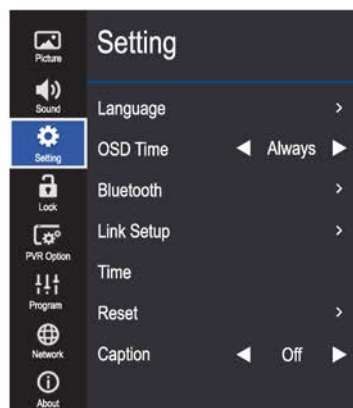 Picture
Sound
Setting
Lock
PVR Option
Program
Network
About
Setting
Language
OSD Time Always
Bluetooth
Link Setup
Time
Reset
Caption Off